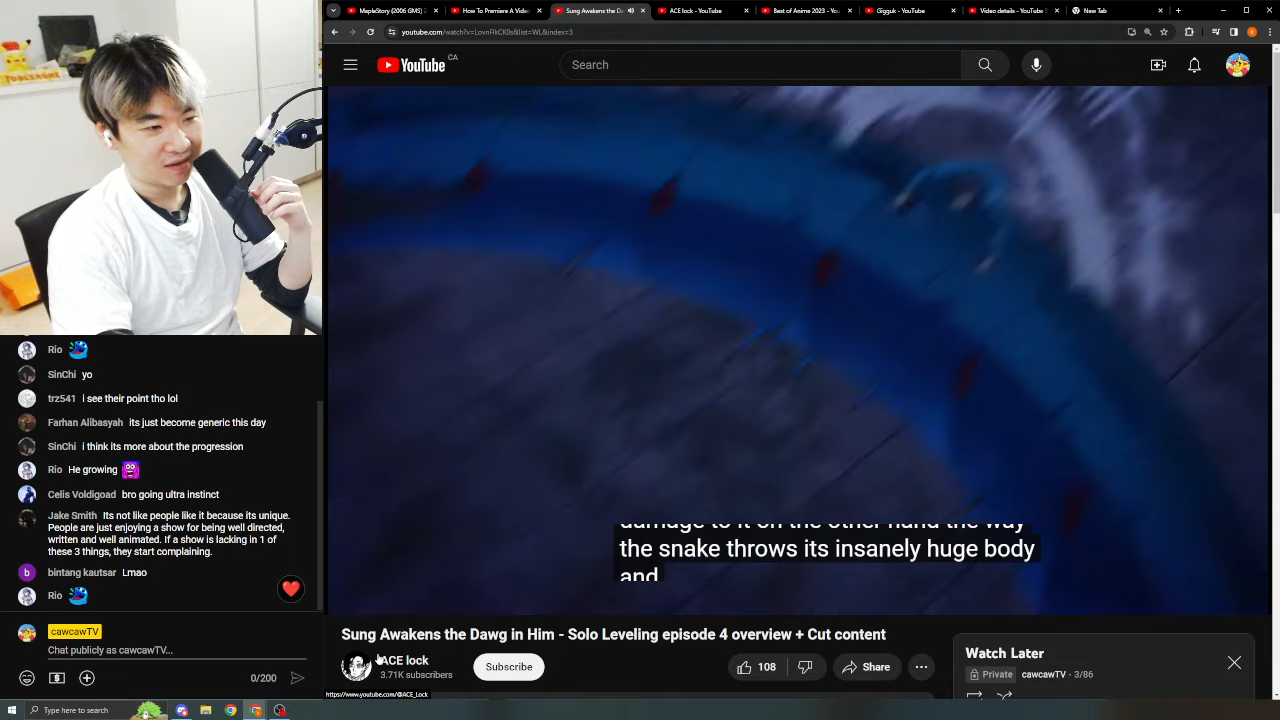 MapleStory (2006 GMS) 2
How To Premiere A Vide
Sung Awakens the Da
ACE lock - YouTube
Best of Anime 2023 - Yo
Gigguk - YouTube
Video details - YouTube S
New Tab
youtube.com/watch?v=LovnFIkCK0s&list=WL&index=3
YouTube CA
Search
TOBLERONE
Rio
SinChi yo
trz541 i see their point tho lol
Farhan Alibasyah its just become generic this day
SinChi i think its more about the progression
Rio He growing
Celis Voldigoad bro going ultra instinct
Jake Smith Its not like people like it because its unique.
People are just enjoying a show for being well directed,
written and well animated. If a show is lacking in 1 of
these 3 things, they start complaining.
bintang kautsar Lmao
Rio
cawcawTV
Chat publicly as cawcawTV...
0/200
damage to it on the other hand the way
the snake throws its insanely huge body
and
Sung Awakens the Dawg in Him - Solo Leveling episode 4 overview + Cut content
ACE lock
3.71K subscribers
Subscribe
108
Share
Watch Later
Private cawcawTV - 3/86
https://www.youtube.com/@ACE_Lock
Type here to search